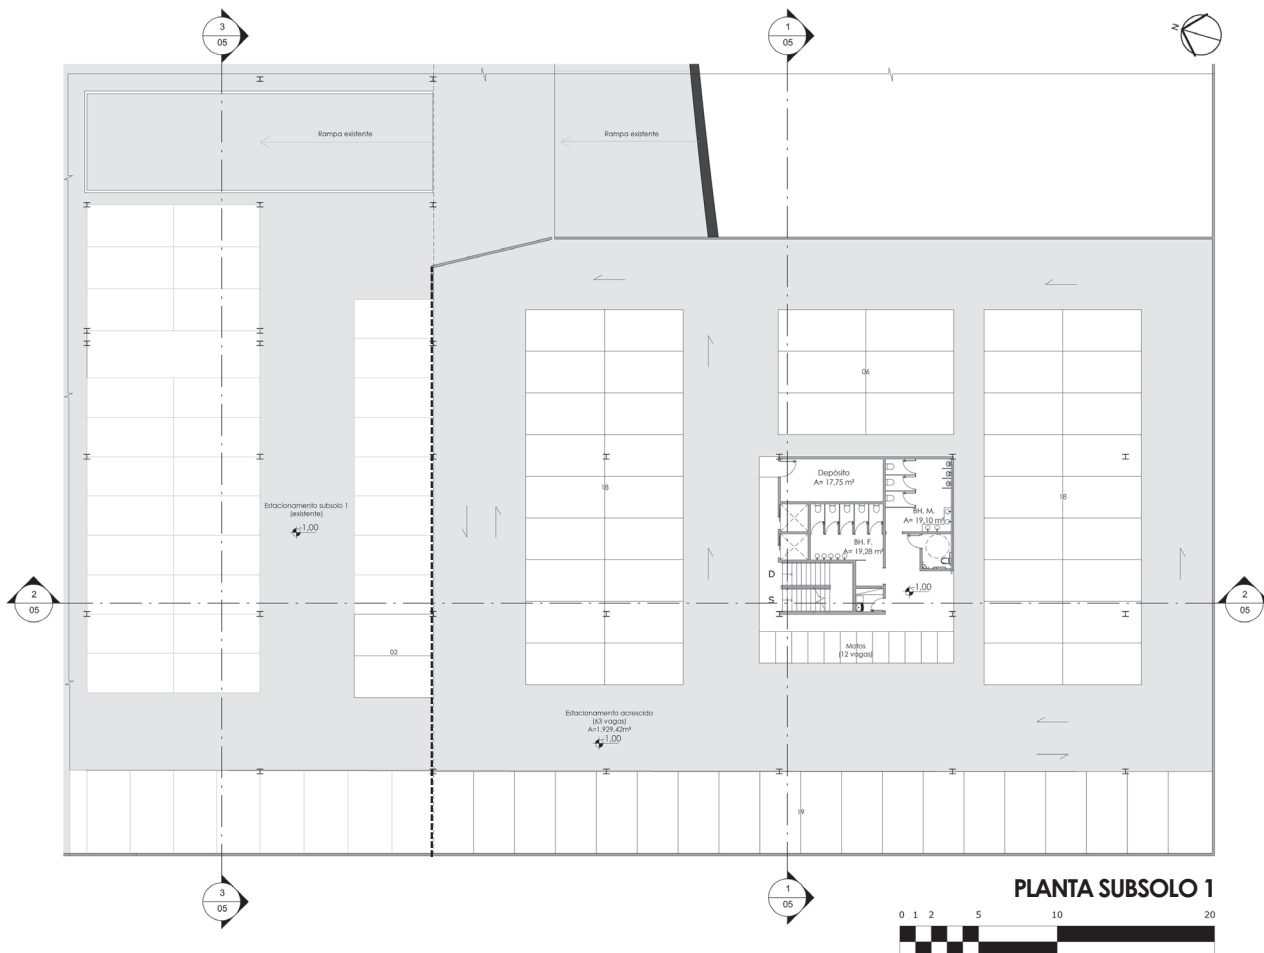 3
05
1
05
N
Rampa existente
Rampa existente
06
Depósito
A= 17,75 m²
18
18
Estacionamento subsolo 1
(existente)
-1,00
BH. M.
A= 19,10 m²
BH. F.
A= 19,28 m²
D
-1,00
S
2
05
2
05
02
Motos
(12 vagas)
Estacionamento acrescido
(63 vagas)
A=1.929,42m²
-1,00
19
3
05
1
05
PLANTA SUBSOLO 1
0 1 2 5 10 20